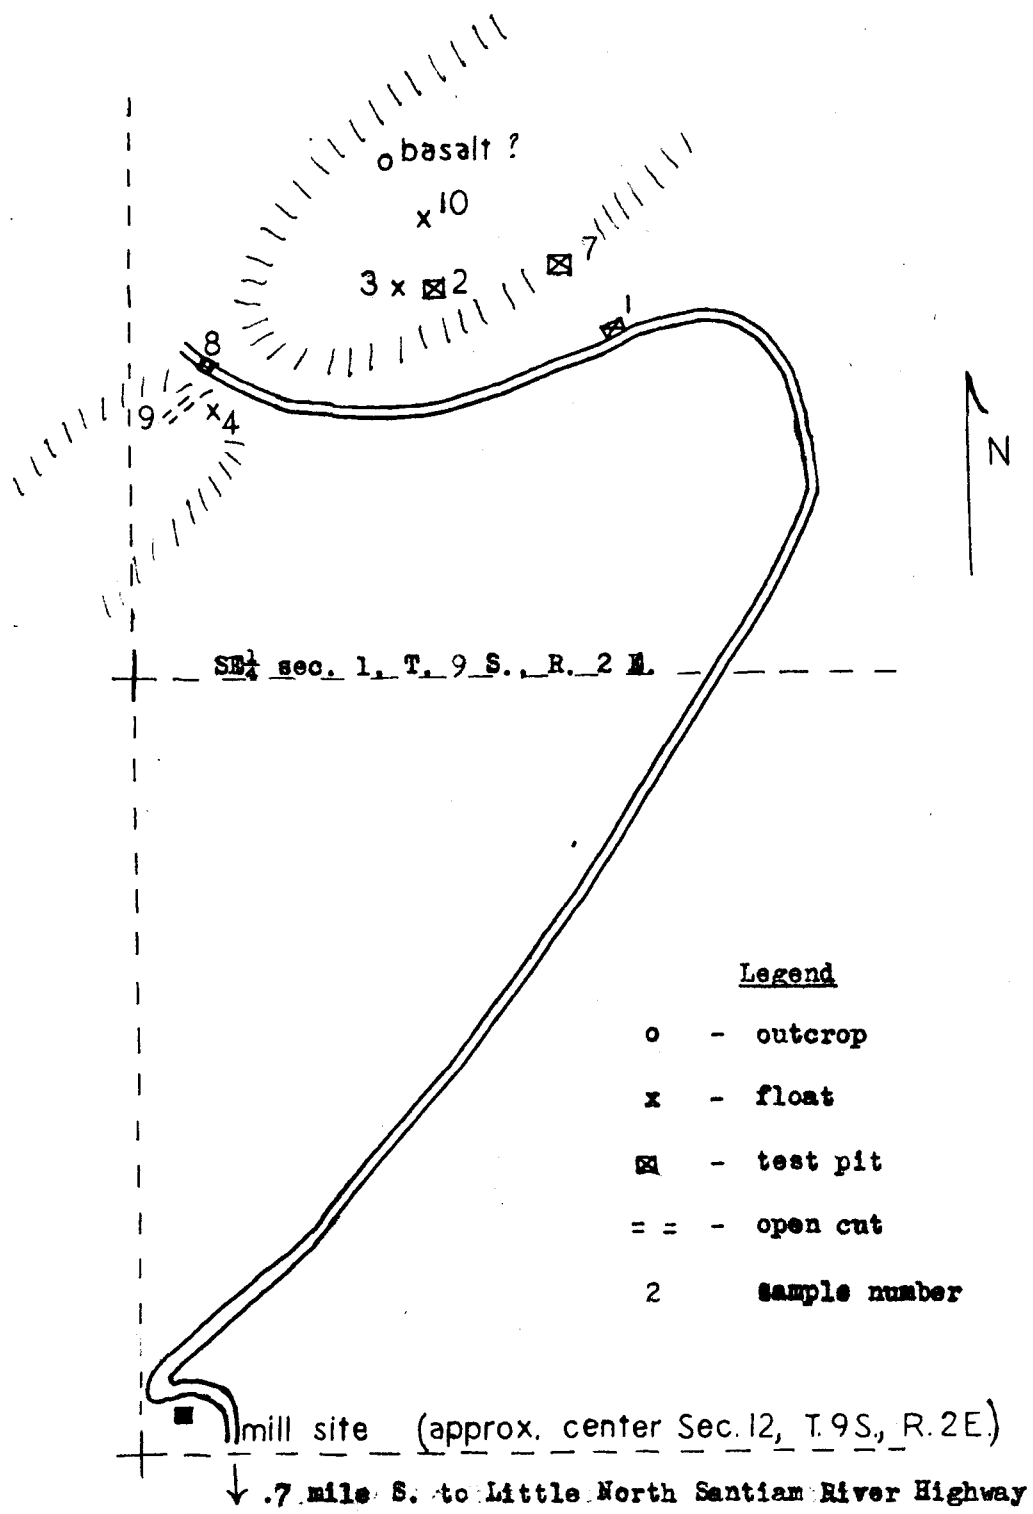 basalt ?
x 10
3 x 2
7
1
8
9 x 4
N
SE¼ sec. 1, T. 9 S., R. 2 E.
Legend
o - outcrop
x - float
- test pit
= = - open cut
2 sample number
mill site (approx. center Sec. 12, T. 9 S., R. 2 E.)
.7 mile S. to Little North Santiam River Highway